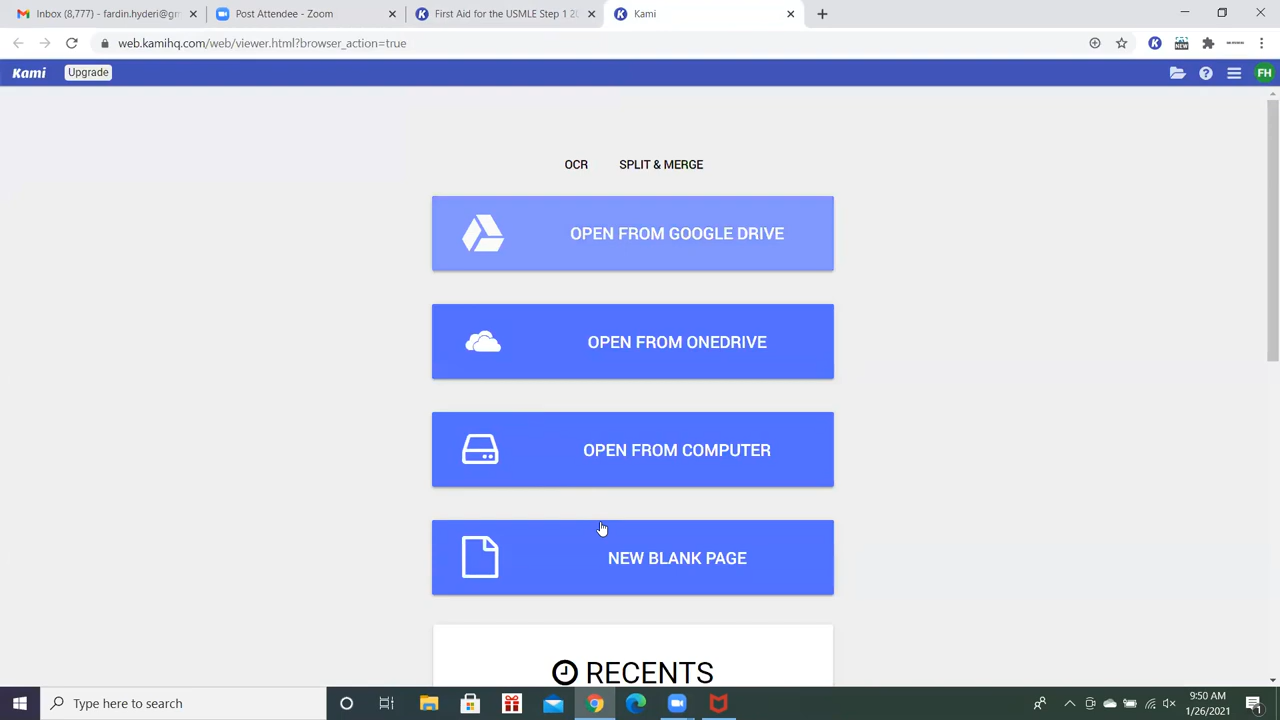 Inbox (8,777) - fardin.hyderi@gm
Post Attendee - Zoom
First Aid for the USMLE Step 1 20
Kami
web.kamihq.com/web/viewer.html?browser_action=true
NEW
Kami
Upgrade
FH
OCR
SPLIT & MERGE
OPEN FROM GOOGLE DRIVE
OPEN FROM ONEDRIVE
OPEN FROM COMPUTER
NEW BLANK PAGE
RECENTS
Type here to search
9:50 AM
1/26/2021
1